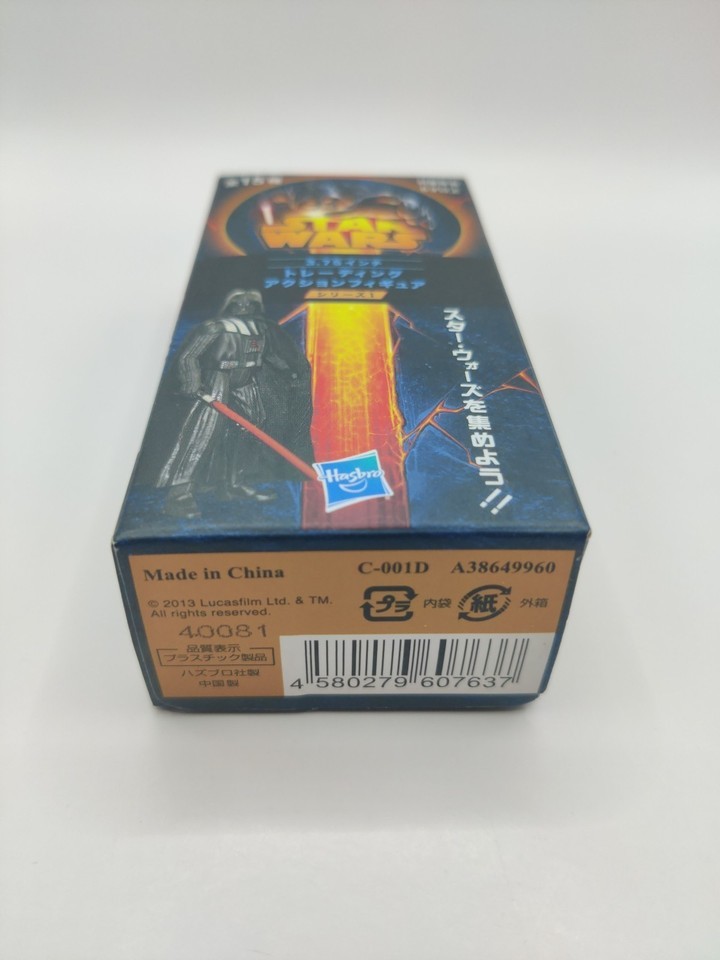 STAR
WARS
3.75インチ
トレーディング
アクションフィギュア
シリーズ1
スター・ウォーズを集めよう!!
Hasbro
Made in China
C-001D A38649960
© 2013 Lucasfilm Ltd. & TM.
All rights reserved.
プラ 内袋 紙 外箱
40081
品質表示
プラスチック製品
ハズブロ社製
中国製
4 580279 607637